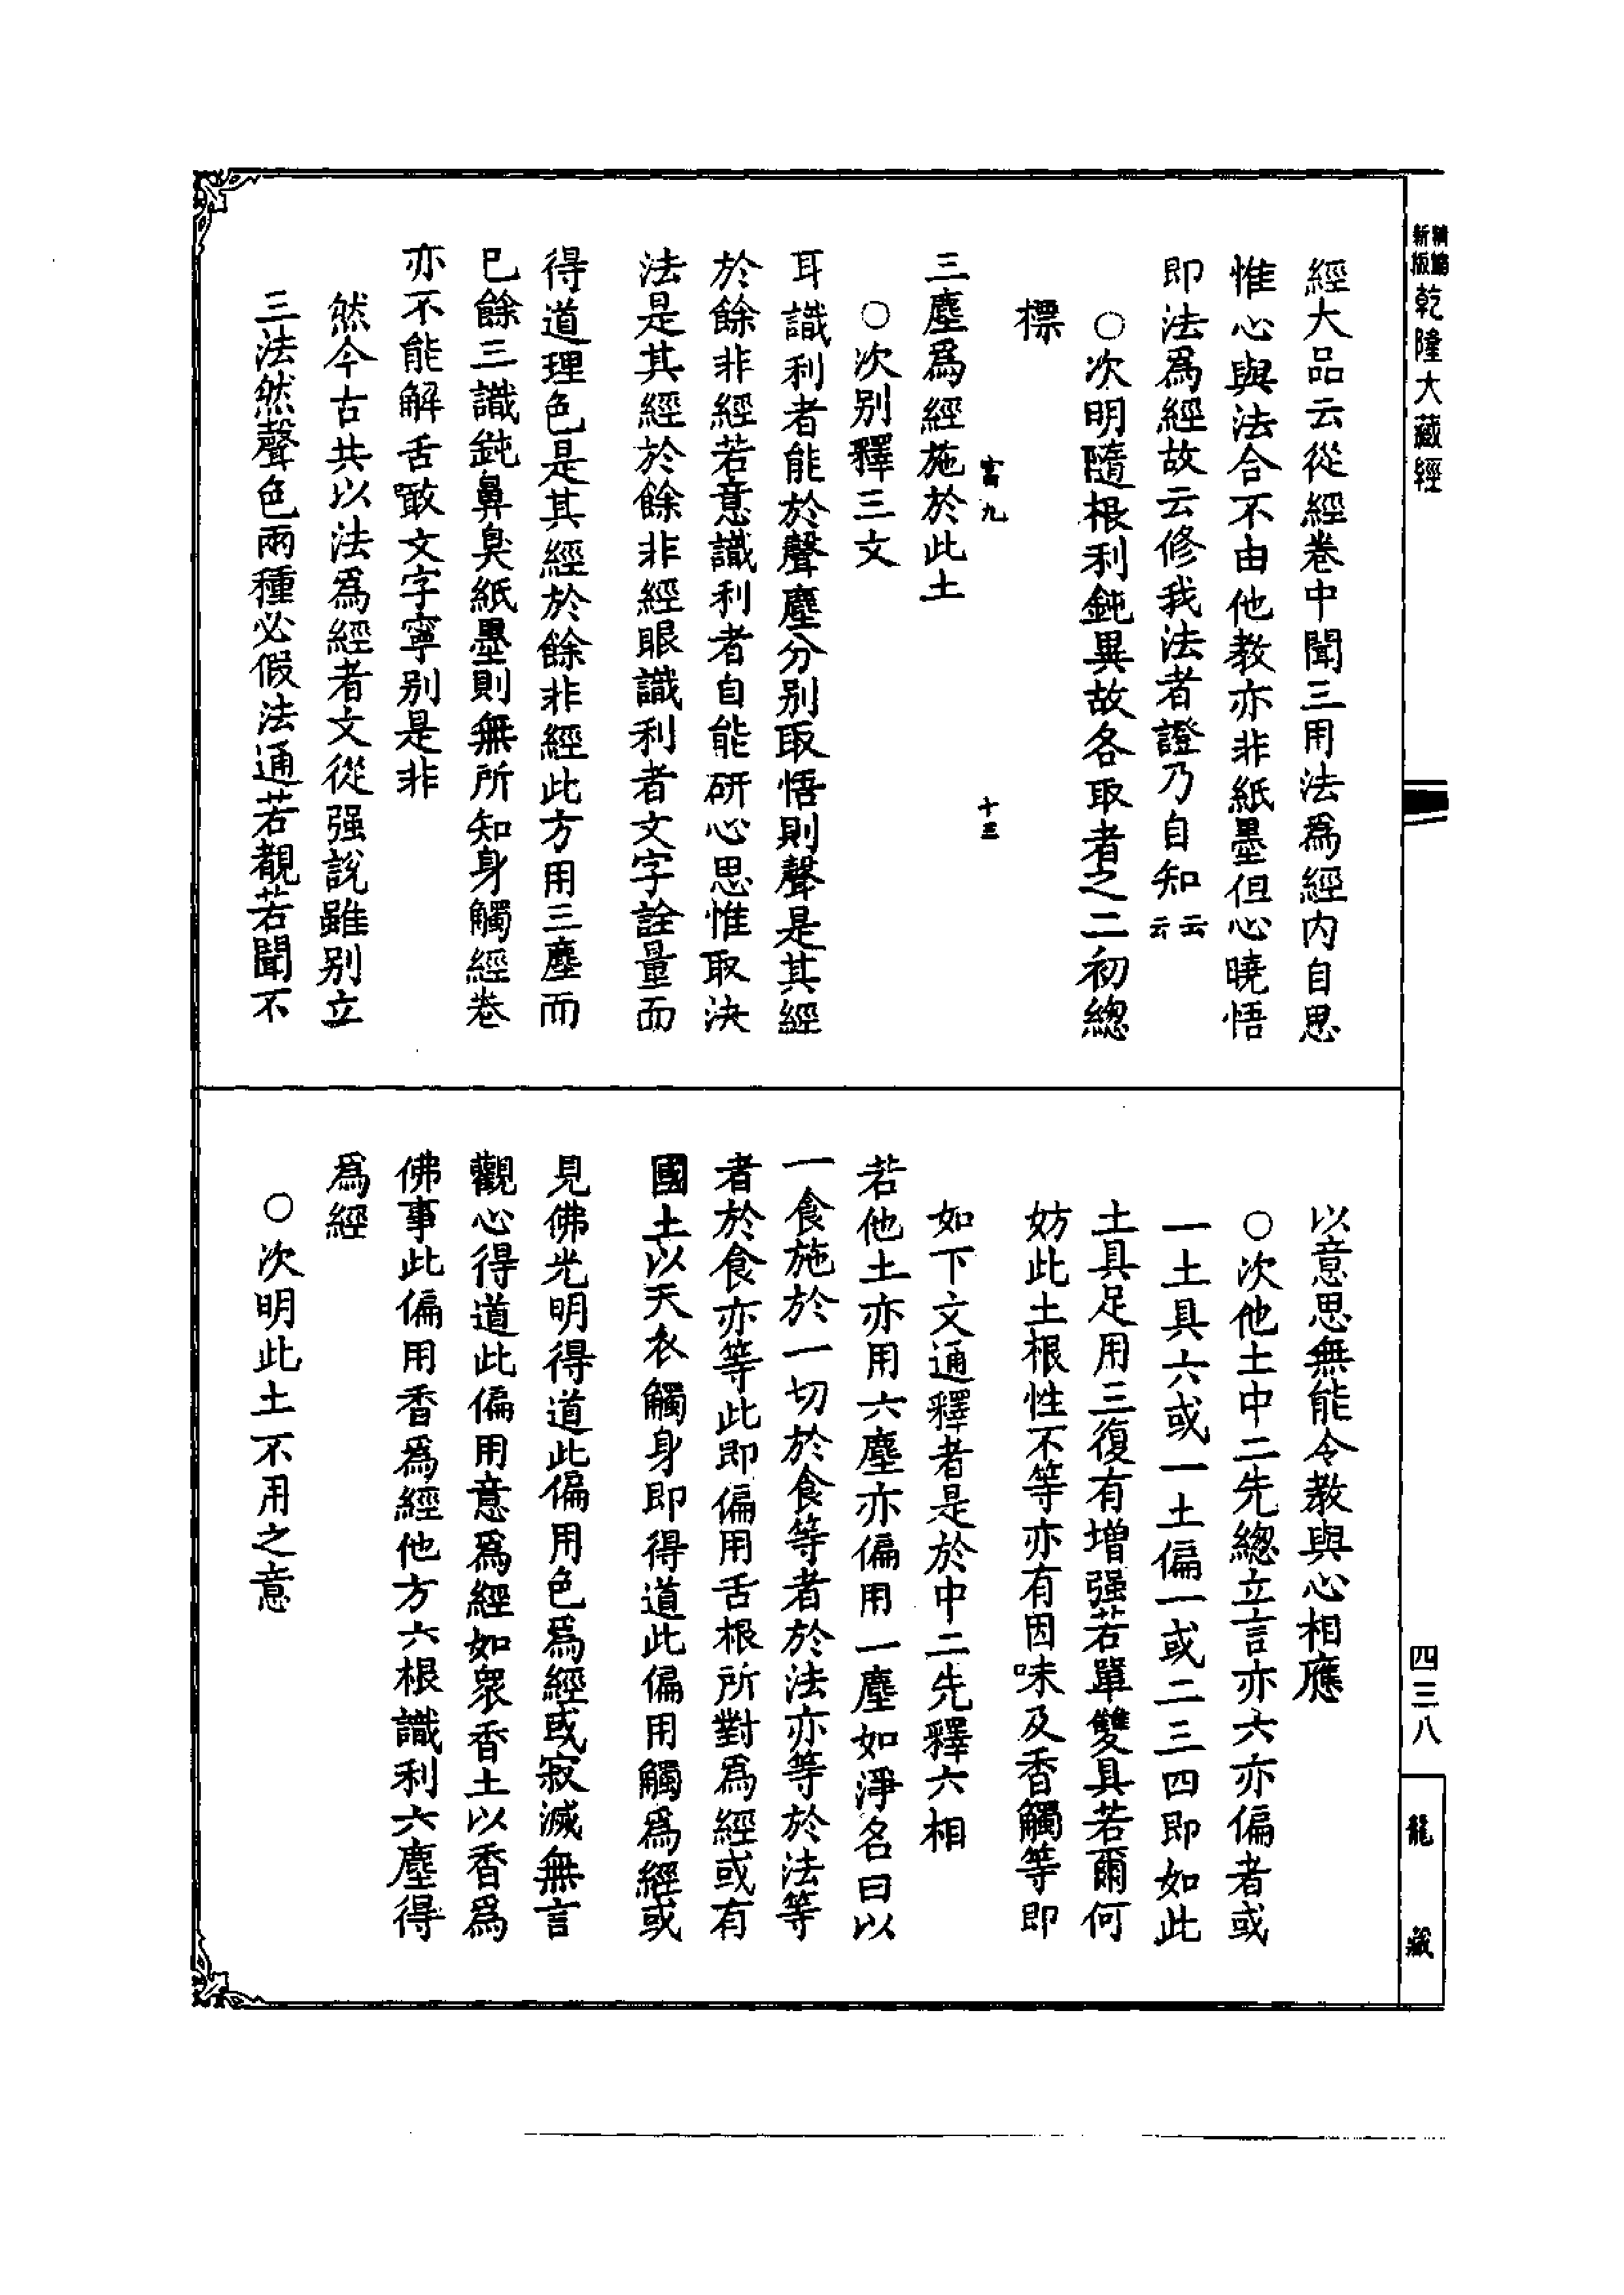 新版
精縮
乾隆大藏經
經大品云從經卷中聞三用法爲經内自思
惟心與法合不由他教亦非紙墨但心曉悟
即法爲經故云修我法者證乃自知云云
○次明隨根利鈍異故各取者之二初總
標
富九
十三
三塵爲經施於此土
○次别釋三文
耳識利者能於聲塵分别取悟則聲是其經
於餘非經若意識利者自能研心思惟取決
法是其經於餘非經眼識利者文字詮量而
得道理色是其經於餘非經此方用三塵而
已餘三識鈍鼻臭紙墨則無所知身觸經卷
亦不能解舌噉文字寧别是非
然今古共以法爲經者文從强說雖别立
三法然聲色兩種必假法通若覩若聞不
以意思無能令教與心相應
○次他土中二先總立言亦六亦偏者或
一土具六或一土偏一或二三四即如此
土具足用三復有增强若單雙具若爾何
妨此土根性不等亦有因味及香觸等即
如下文通釋者是於中二先釋六相
若他土亦用六塵亦偏用一塵如淨名曰以
一食施於一切於食等者於法亦等於法等
者於食亦等此即偏用舌根所對爲經或有
國土以天衣觸身即得道此偏用觸爲經或
見佛光明得道此偏用色爲經或寂滅無言
觀心得道此偏用意爲經如衆香土以香爲
佛事此偏用香爲經他方六根識利六塵得
爲經
○次明此土不用之意
四三八
龍藏